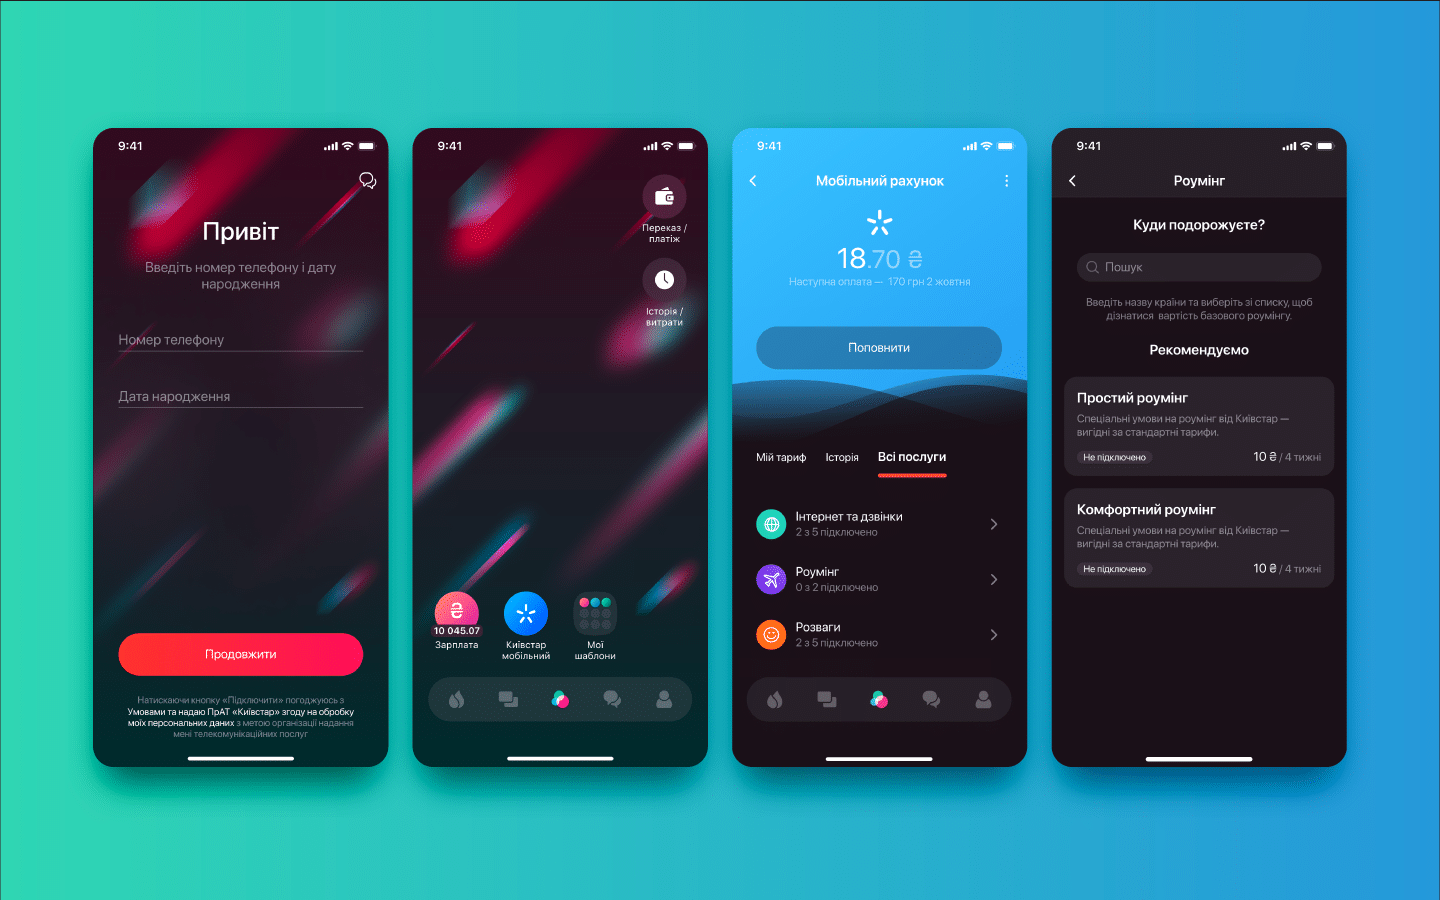 9:41
Привіт
Введіть номер телефону і дату
народження
Номер телефону
Дата народження
Продовжити
Натискаючи кнопку «Підключити» погоджуюсь з
Умовами та надаю ПрАТ «Київстар» згоду на обробку
моїх персональних даних з метою організації надання
мені телекомунікаційних послуг
9:41
Переказ /
платіж
Історія /
витрати
10 045.07
Зарплата
Київстар
мобільний
Мої
шаблони
9:41
Мобільний рахунок
18.70 ₴
Наступна оплата — 170 грн 2 жовтня
Поповнити
Мій тариф Історія Всі послуги
Інтернет та дзвінки
2 з 5 підключено
Роумінг
0 з 2 підключено
Розваги
2 з 5 підключено
9:41
Роумінг
Куди подорожуєте?
Пошук
Введіть назву країни та виберіть зі списку, щоб
дізнатися вартість базового роумінгу.
Рекомендуємо
Простий роумінг
Спеціальні умови на роумінг від Київстар —
вигідні за стандартні тарифи.
Не підключено 10 ₴ / 4 тижні
Комфортний роумінг
Спеціальні умови на роумінг від Київстар —
вигідні за стандартні тарифи.
Не підключено 10 ₴ / 4 тижні